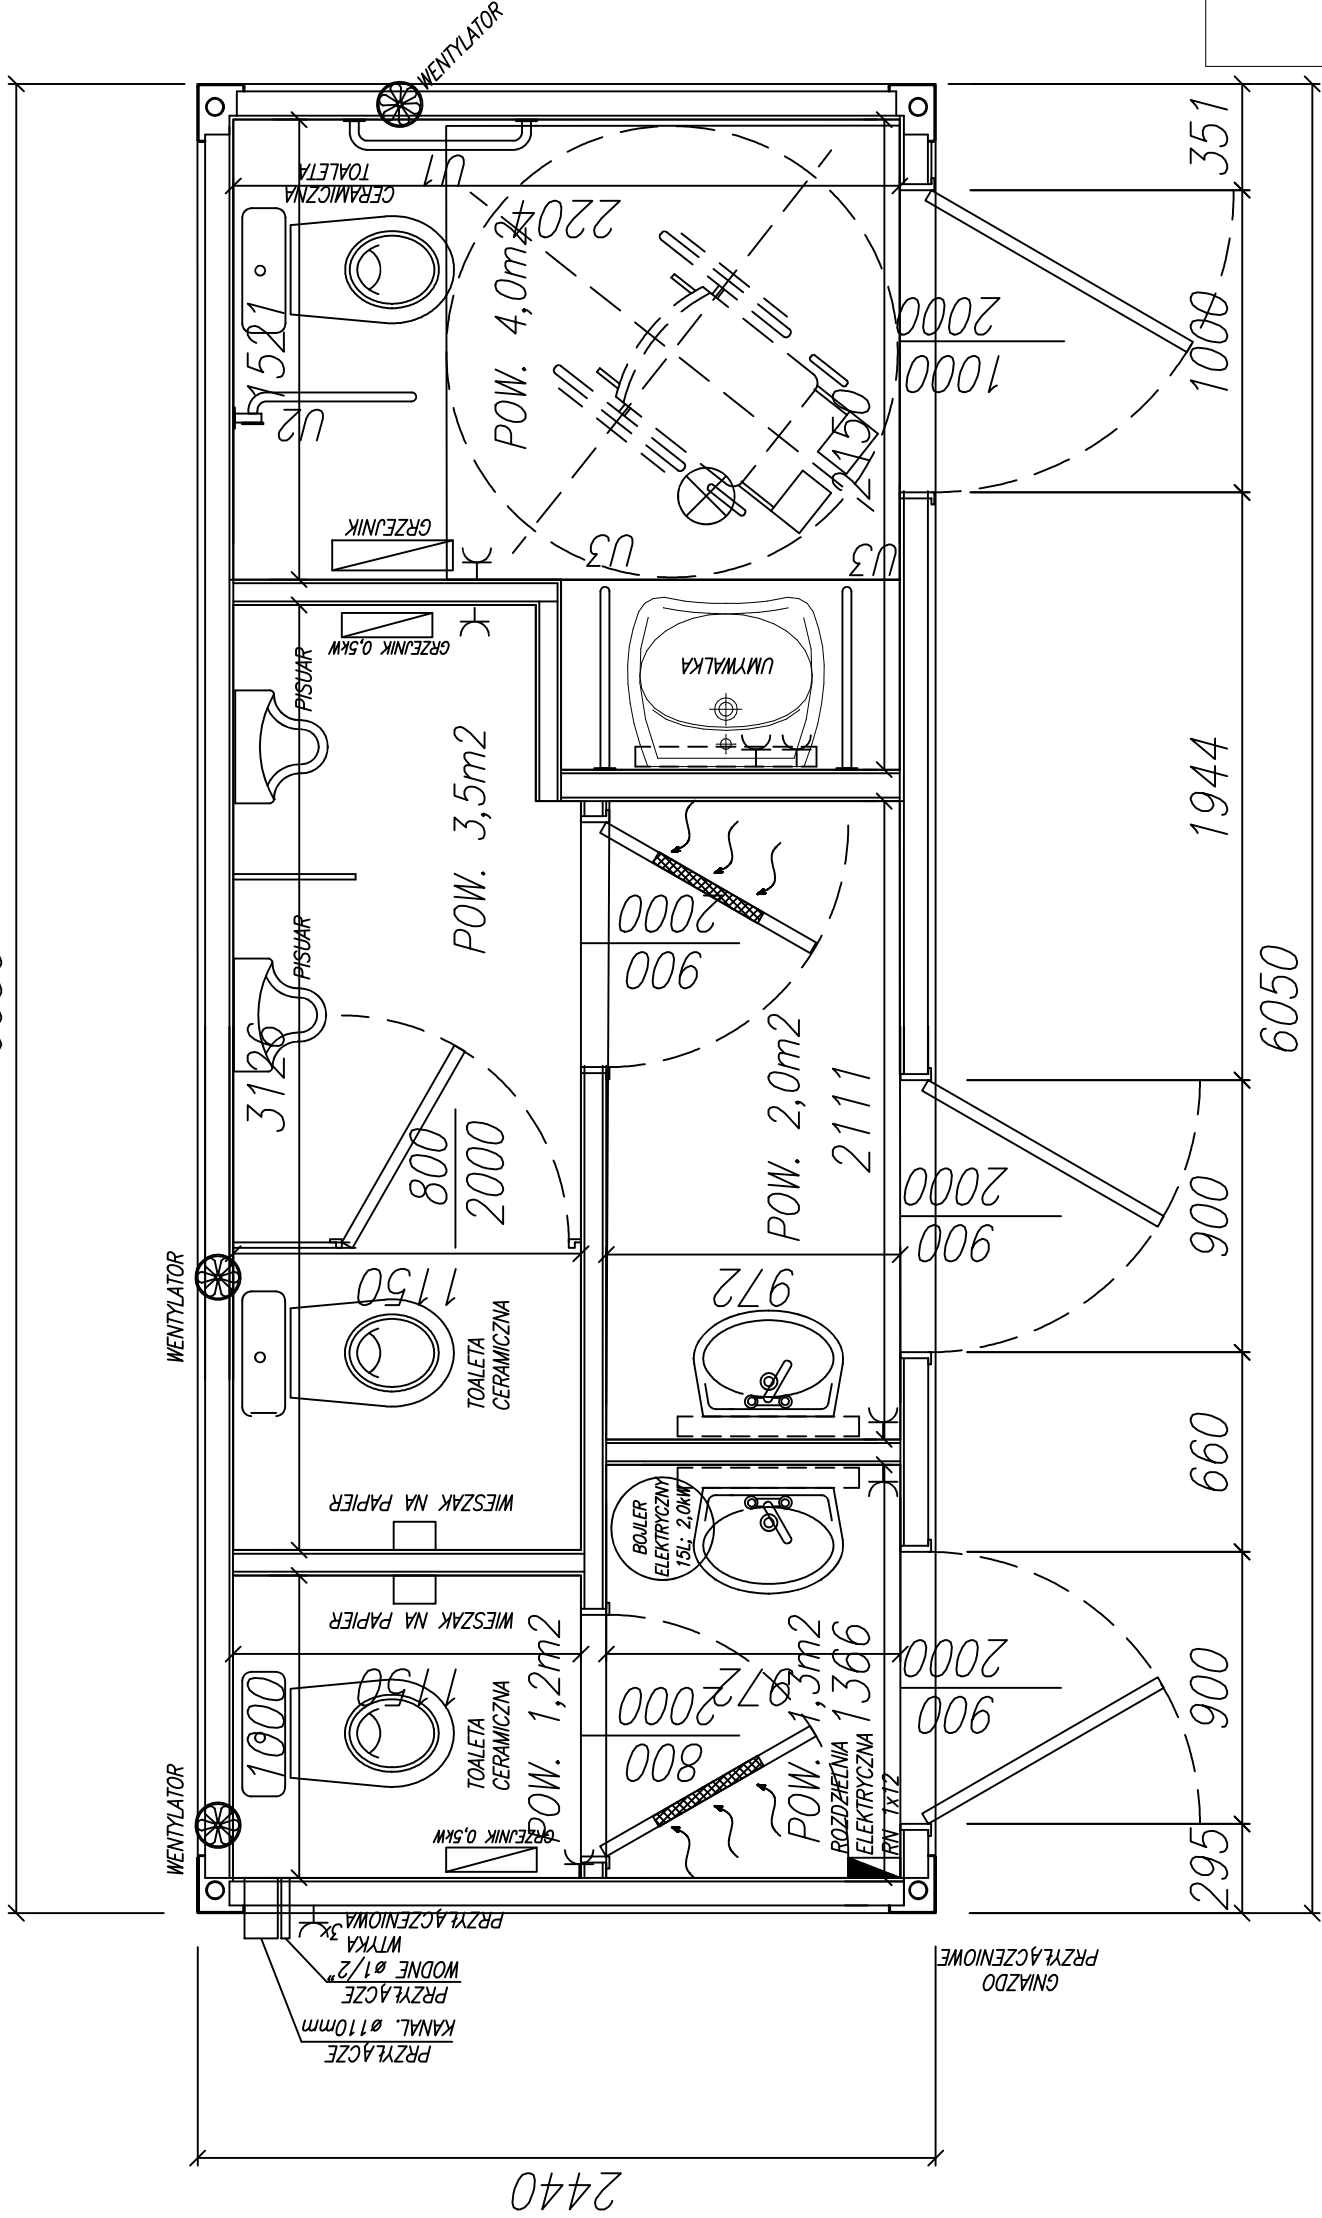 WENTYLATOR
351
TOALETA
CERAMICZNA
U1
2204
1521
U2
POW. 4,0m2
2000
1000
1000
2150
GRZEJNIK
U3
U3
GRZEJNIK 0,5kW
PISUAR
UMYWALKA
POW. 3,5m2
1944
2000
900
PISUAR
3126
6050
POW. 2,0m2
2111
800
2000
2000
900
900
WENTYLATOR
1150
972
TOALETA
CERAMICZNA
660
WIESZAK NA PAPIER
BOJLER
ELEKTRYCZNY
15L; 2,0kW
WIESZAK NA PAPIER
1150
972
1000
TOALETA
CERAMICZNA
POW. 1,2m2
2000
800
POW. 1,3m2
1366
2000
900
900
WENTYLATOR
GRZEJNIK 0,5kW
ROZDZIELNIA
ELEKTRYCZNA
RN 1x12
295
WTYKA 3x
PRZYŁĄCZENIOWA
PRZYŁĄCZE
WODNE ø1/2"
PRZYŁĄCZE
KANAL. ø110mm
GNIAZDO
PRZYŁĄCZENIOWE
2440